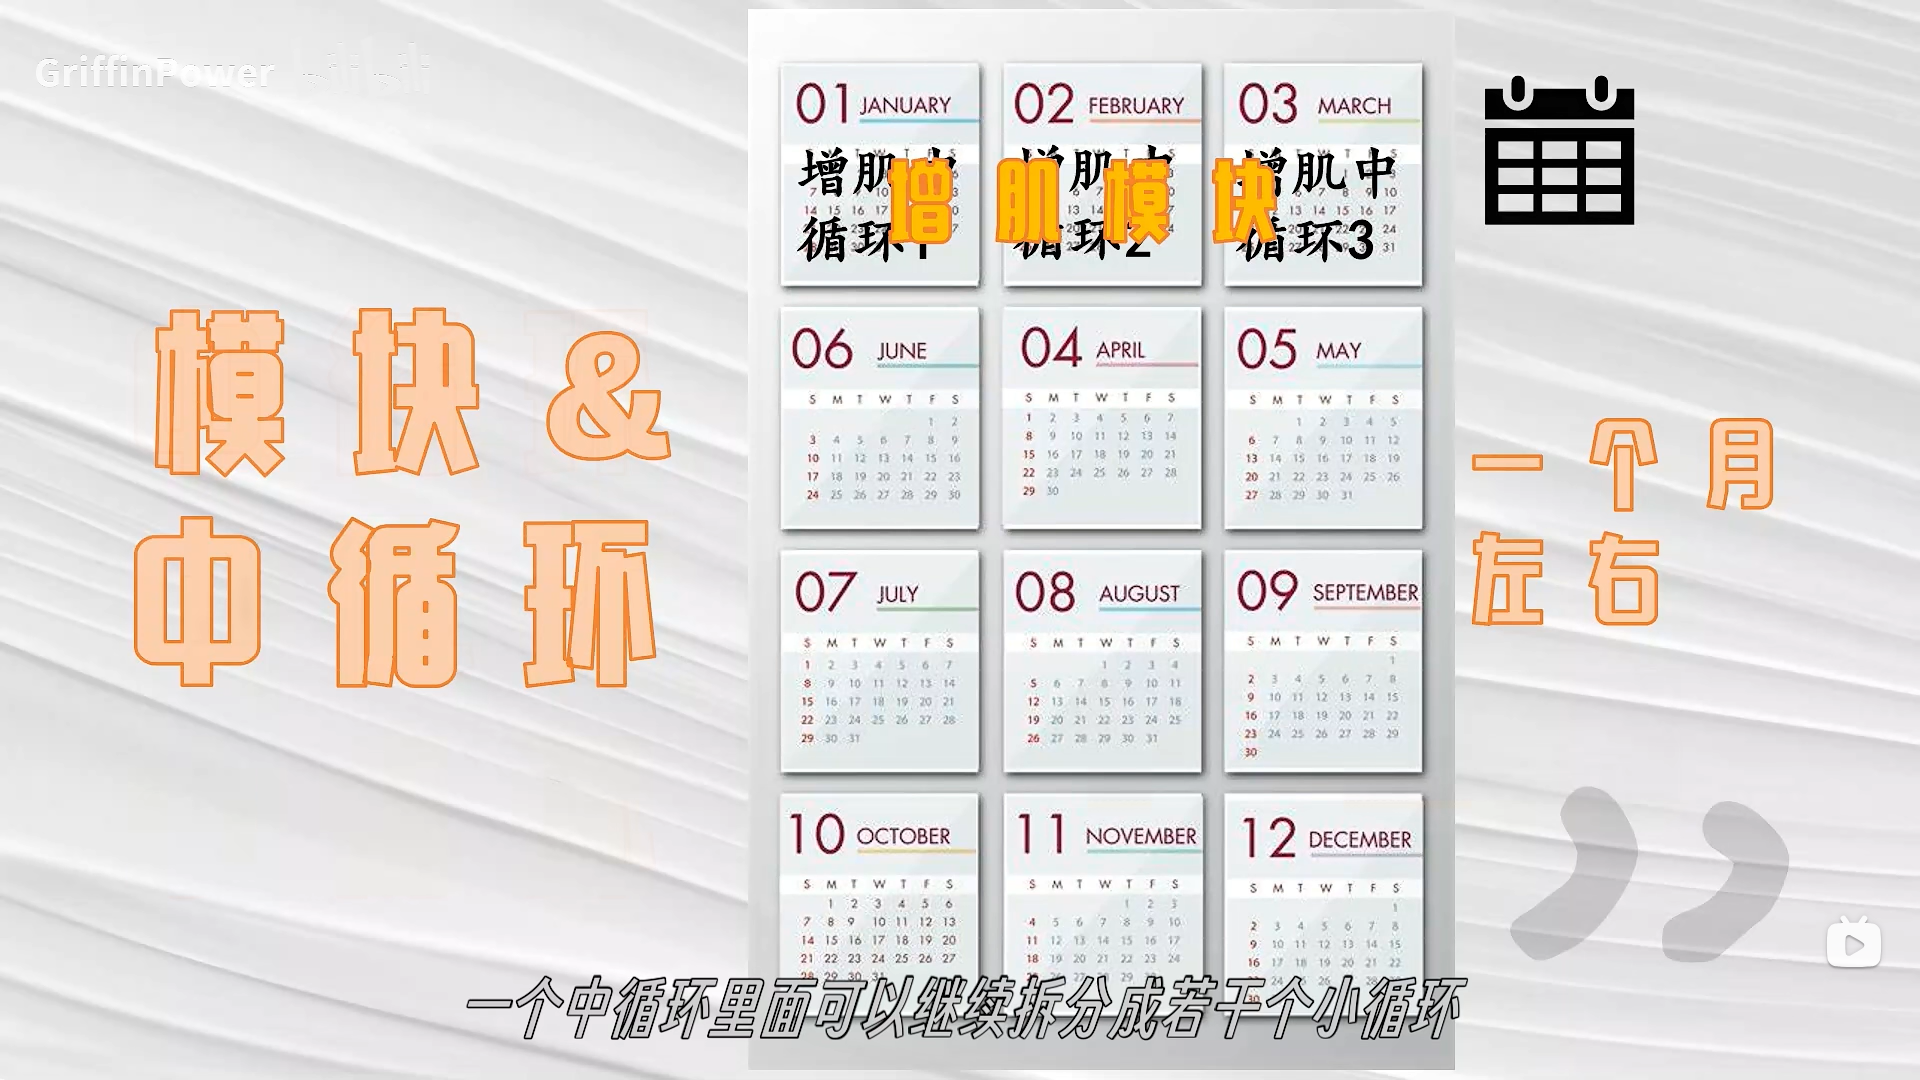 GriffinPower bilibili
模块&
中循环
增肌模块
01 JANUARY
增肌中
循环1
02 FEBRUARY
增肌中
循环2
03 MARCH
增肌中
循环3
06 JUNE
S M T W T F S
1 2
3 4 5 6 7 8 9
10 11 12 13 14 15 16
17 18 19 20 21 22 23
24 25 26 27 28 29 30
04 APRIL
S M T W T F S
1 2 3 4 5 6 7
8 9 10 11 12 13 14
15 16 17 18 19 20 21
22 23 24 25 26 27 28
29 30
05 MAY
S M T W T F S
1 2 3 4 5
6 7 8 9 10 11 12
13 14 15 16 17 18 19
20 21 22 23 24 25 26
27 28 29 30 31
07 JULY
S M T W T F S
1 2 3 4 5 6 7
8 9 10 11 12 13 14
15 16 17 18 19 20 21
22 23 24 25 26 27 28
29 30 31
08 AUGUST
S M T W T F S
1 2 3 4
5 6 7 8 9 10 11
12 13 14 15 16 17 18
19 20 21 22 23 24 25
26 27 28 29 30 31
09 SEPTEMBER
S M T W T F S
1
2 3 4 5 6 7 8
9 10 11 12 13 14 15
16 17 18 19 20 21 22
23 24 25 26 27 28 29
30
10 OCTOBER
S M T W T F S
1 2 3 4 5 6
7 8 9 10 11 12 13
14 15 16 17 18 19 20
21 22 23 24 25 26 27
28 29 30 31
11 NOVEMBER
S M T W T F S
1 2 3
4 5 6 7 8 9 10
11 12 13 14 15 16 17
18 19 20 21 22 23 24
12 DECEMBER
S M T W T F S
1
2 3 4 5 6 7 8
9 10 11 12 13 14 15
16 17 18 19 20 21 22
一个月
左右
一个中循环里面可以继续拆分成若干个小循环